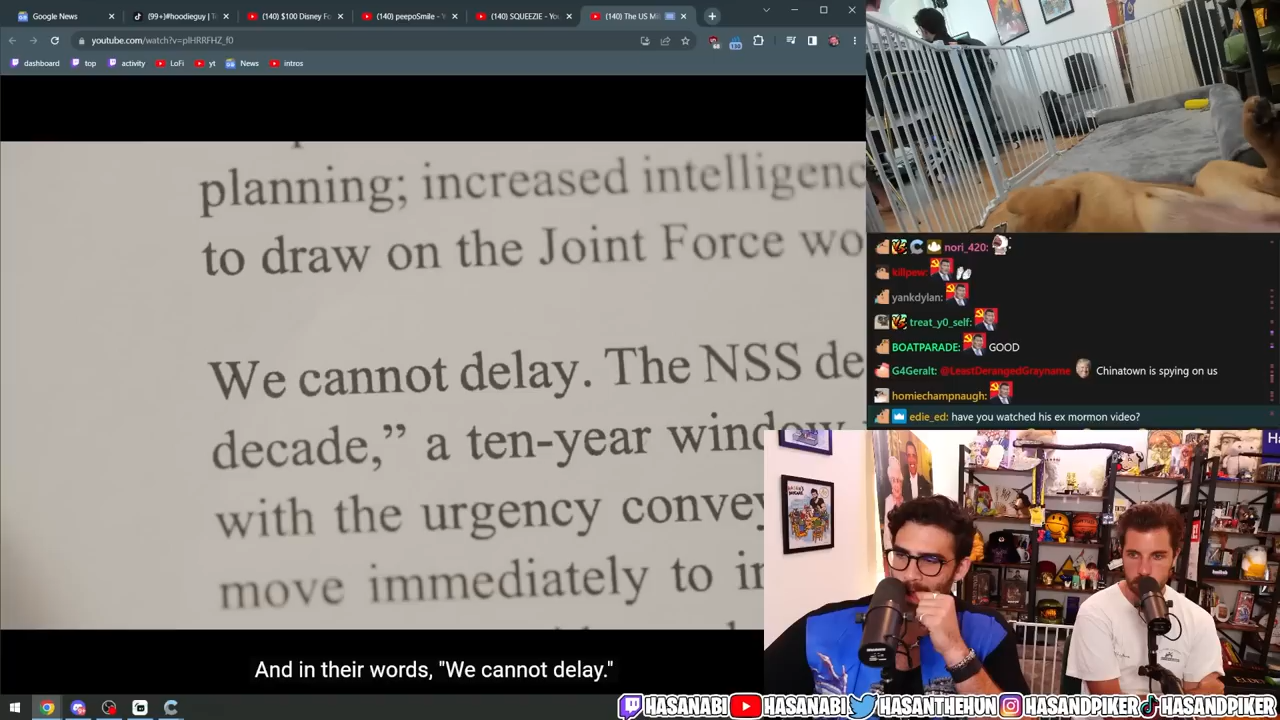 Google News
(99+)#hoodieguy | T
(140) $100 Disney Fo
(140) peepoSmile - Y
(140) SQUEEZIE - You
(140) The US Mi
youtube.com/watch?v=plHRRFHZ_f0
dashboard top activity LoFi yt News intros
planning; increased intelligenc
to draw on the Joint Force wo
We cannot delay. The NSS de
decade,” a ten-year window
with the urgency convey
move immediately to in
And in their words, "We cannot delay."
nori_420:
killpew:
yankdylan:
treat_y0_self:
BOATPARADE: GOOD
G4Geralt: @LeastDerangedGrayname Chinatown is spying on us
homiechampnaugh:
edie_ed: have you watched his ex mormon video?
HASANABI HASANABI HASANTHEHUN HASANDPIKER HASANDPIKER